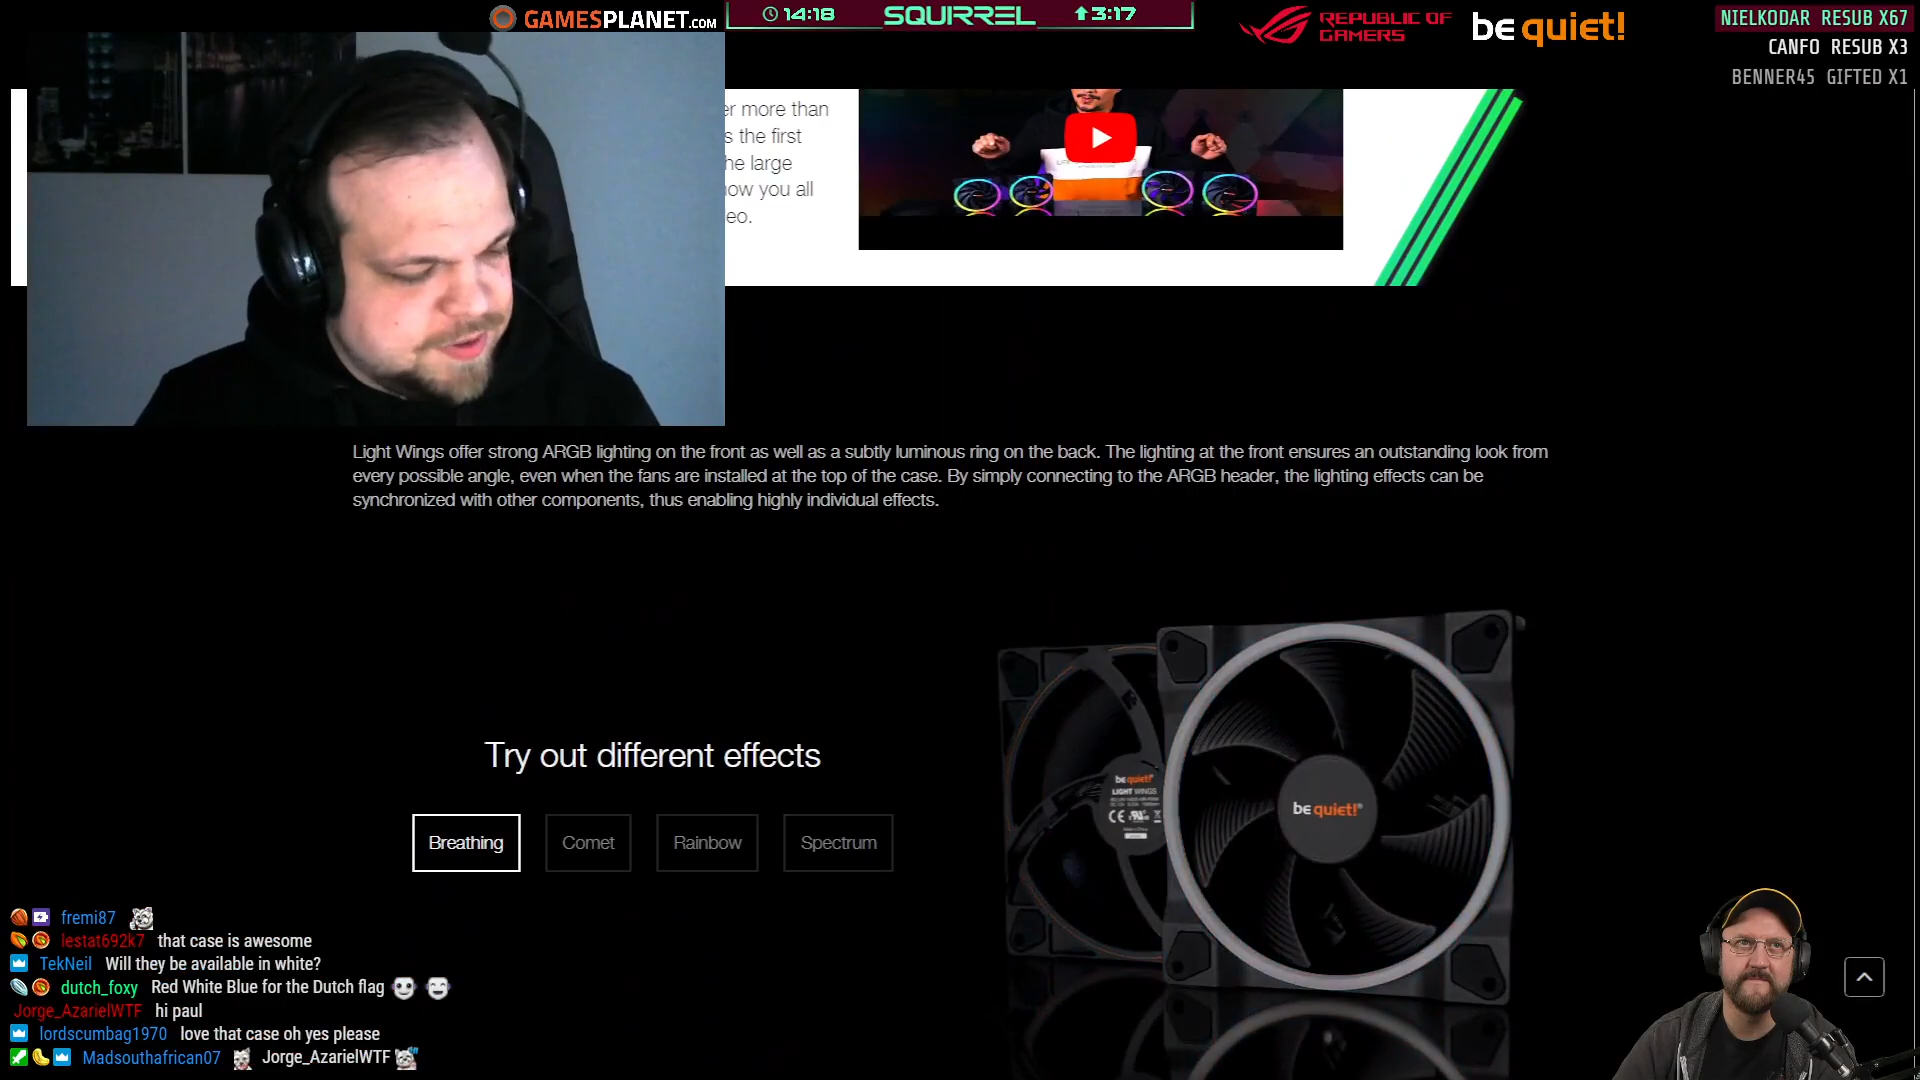 GAMESPLANET.COM
14:18
SQUIRREL
3:17
REPUBLIC OF
GAMERS
be quiet!
NIELKODAR RESUB X67
CANFO RESUB X3
BENNER45 GIFTED X1
er more than
s the first
he large
ow you all
eo.
Light Wings offer strong ARGB lighting on the front as well as a subtly luminous ring on the back. The lighting at the front ensures an outstanding look from
every possible angle, even when the fans are installed at the top of the case. By simply connecting to the ARGB header, the lighting effects can be
synchronized with other components, thus enabling highly individual effects.
Try out different effects
Breathing
Comet
Rainbow
Spectrum
be quiet!
LIGHT WINGS
be quiet!®
fremi87
lestat692k7 that case is awesome
TekNeil Will they be available in white?
dutch_foxy Red White Blue for the Dutch flag
Jorge_AzarielWTF hi paul
lordscumbag1970 love that case oh yes please
Madsouthafrican07 Jorge_AzarielWTF